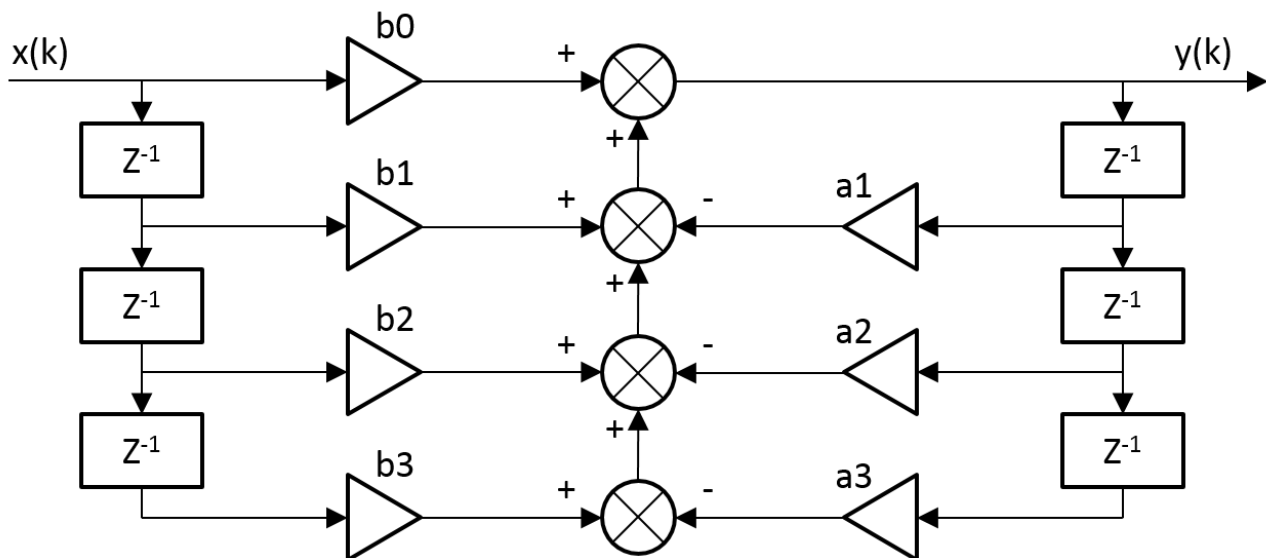 b0
x(k) + y(k)
+
Z⁻¹ b1 + - a1 Z⁻¹
+
Z⁻¹ b2 + - a2 Z⁻¹
+
Z⁻¹ b3 + - a3 Z⁻¹